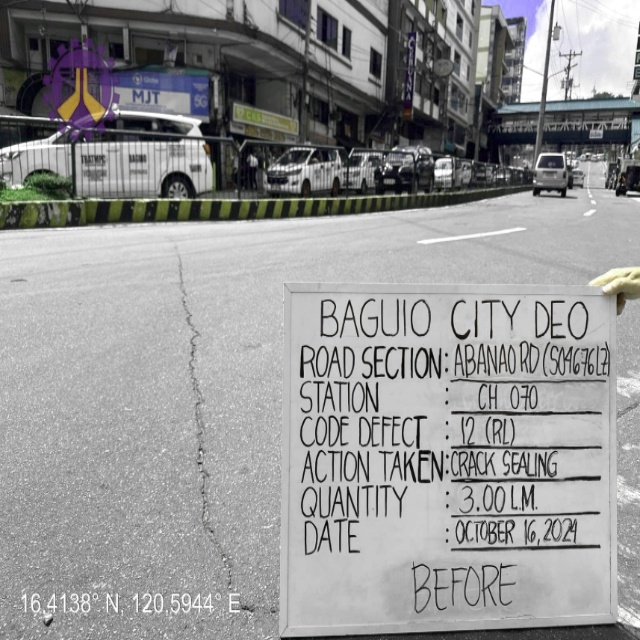 MJT
5G
BAGUIO CITY DEO
ROAD SECTION: ABANAO RD (S04676LZ)
STATION : CH 070
CODE DEFECT : 12 (RL)
ACTION TAKEN: CRACK SEALING
QUANTITY : 3.00 L.M.
DATE : OCTOBER 16, 2024
BEFORE
16.4138° N, 120.5944° E